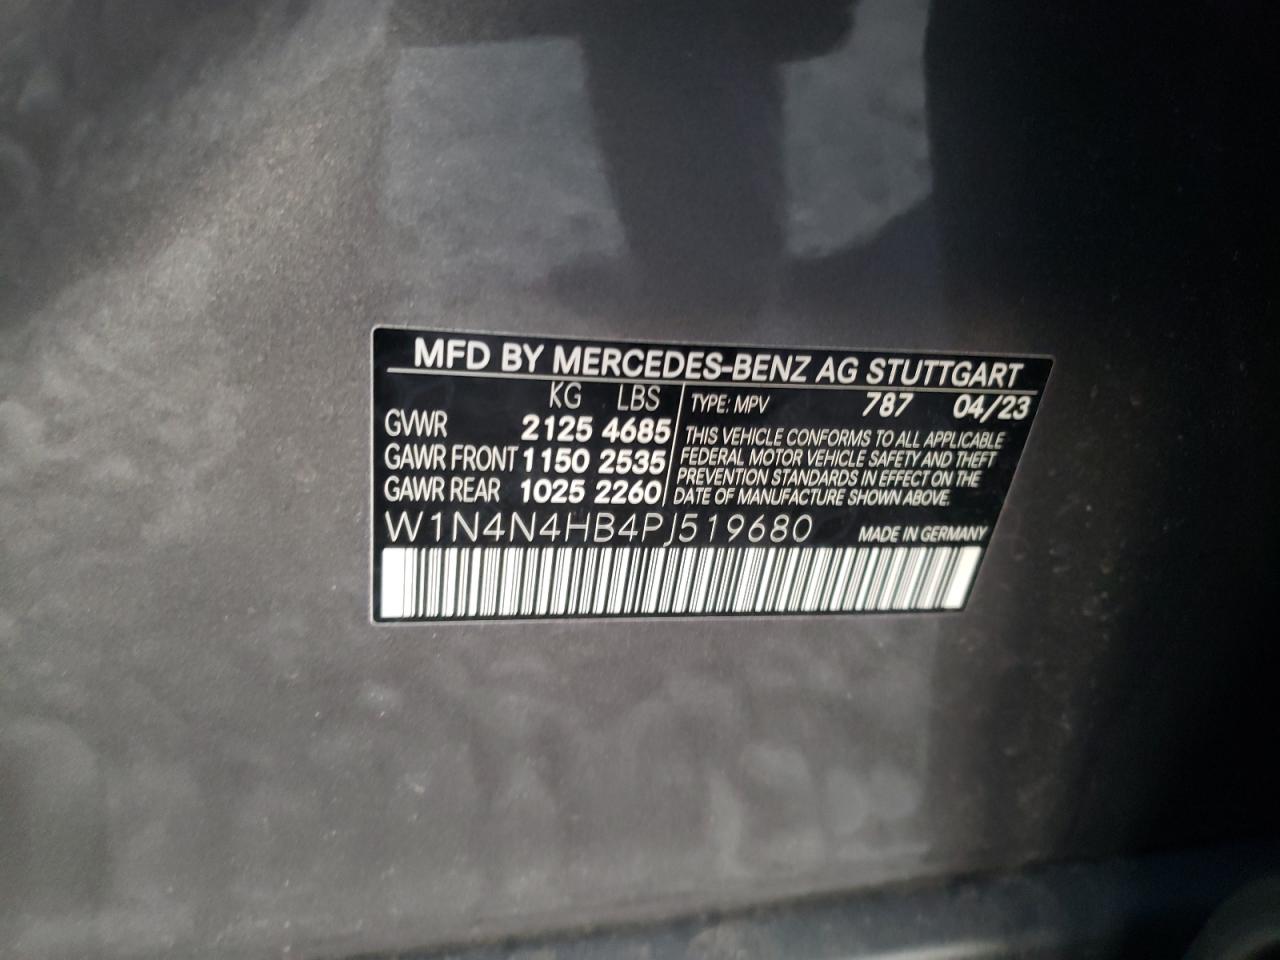 MFD BY MERCEDES-BENZ AG STUTTGART
KG LBS
GVWR 2125 4685
GAWR FRONT 1150 2535
GAWR REAR 1025 2260
TYPE: MPV 787 04/23
THIS VEHICLE CONFORMS TO ALL APPLICABLE
FEDERAL MOTOR VEHICLE SAFETY AND THEFT
PREVENTION STANDARDS IN EFFECT ON THE
DATE OF MANUFACTURE SHOWN ABOVE.
W1N4N4HB4PJ519680 MADE IN GERMANY